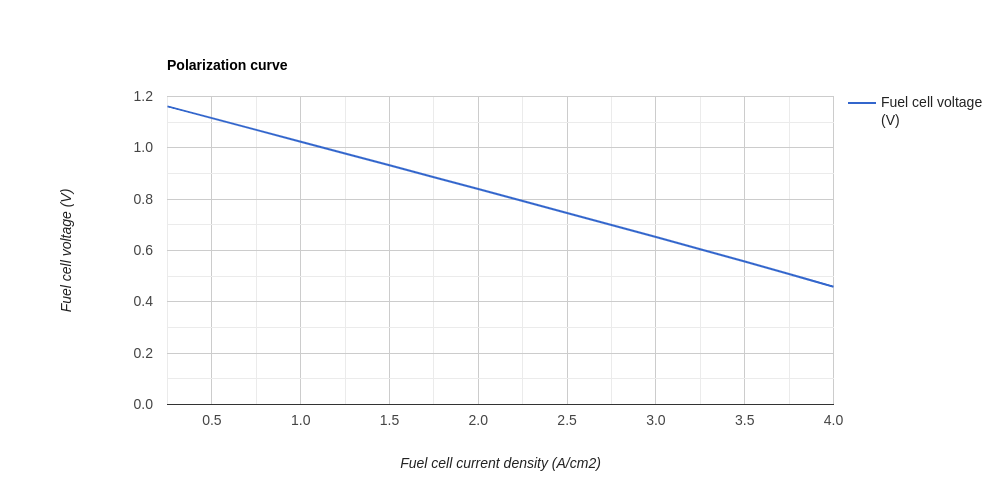 Polarization curve
Fuel cell voltage
(V)
1.2
1.0
0.8
0.6
0.4
0.2
0.0
Fuel cell voltage (V)
0.5 1.0 1.5 2.0 2.5 3.0 3.5 4.0
Fuel cell current density (A/cm2)